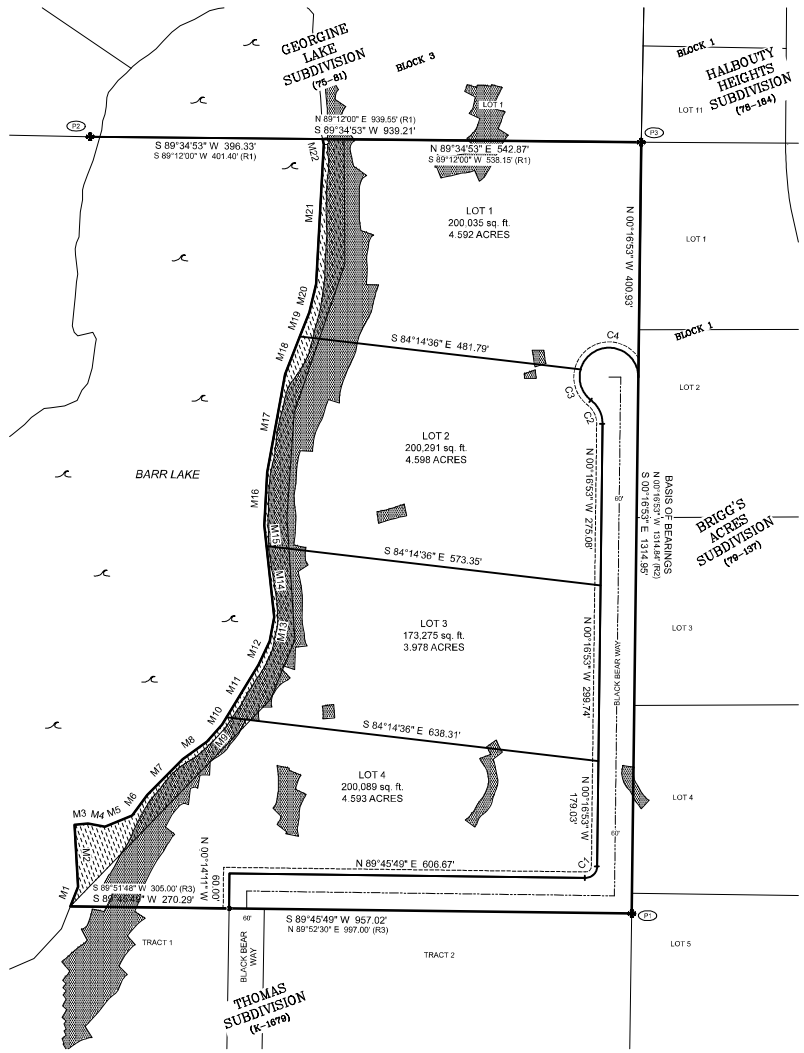 GEORGINE
LAKE
SUBDIVISION
(75-81)
BLOCK 3
BLOCK 1
HALBOUTY
HEIGHTS
SUBDIVISION
(78-184)
LOT 1
LOT 11
N 89°12'00" E 939.55' (R1)
S 89°34'53" W 939.21'
P2
P3
S 89°34'53" W 396.33'
S 89°12'00" W 401.40' (R1)
M22
N 89°34'53" E 542.87'
S 89°12'00" W 538.15' (R1)
M21
LOT 1
200,035 sq. ft.
4.592 ACRES
N 00°16'53" W 400.93'
LOT 1
M20
M19
M18
S 84°14'36" E 481.79'
C4
BLOCK 1
C3
C2
LOT 2
M17
LOT 2
200,291 sq. ft.
4.598 ACRES
BARR LAKE
M16
N 00°16'53" W 275.08'
60'
BASIS OF BEARINGS
N 00°16'53" W 1314.84' (R2)
S 00°16'53" E 1314.95'
BRIGG'S
ACRES
SUBDIVISION
(79-137)
M15
S 84°14'36" E 573.35'
M14
LOT 3
173,275 sq. ft.
3.978 ACRES
M13
M12
N 00°16'53" W 299.74'
BLACK BEAR WAY
LOT 3
M11
M10
M9
S 84°14'36" E 638.31'
M8
M7
LOT 4
200,089 sq. ft.
4.593 ACRES
N 00°16'53" W
179.03'
LOT 4
M6
M5
M4
M3
60'
M2
N 00°14'11" W
60.00'
N 89°45'49" E 606.67'
C1
M1
S 89°51'48" W 305.00' (R3)
S 89°45'49" W 270.29'
60'
S 89°45'49" W 957.02'
N 89°52'30" E 997.00' (R3)
P1
TRACT 1
BLACK BEAR
WAY
TRACT 2
LOT 5
THOMAS
SUBDIVISION
(K-1679)